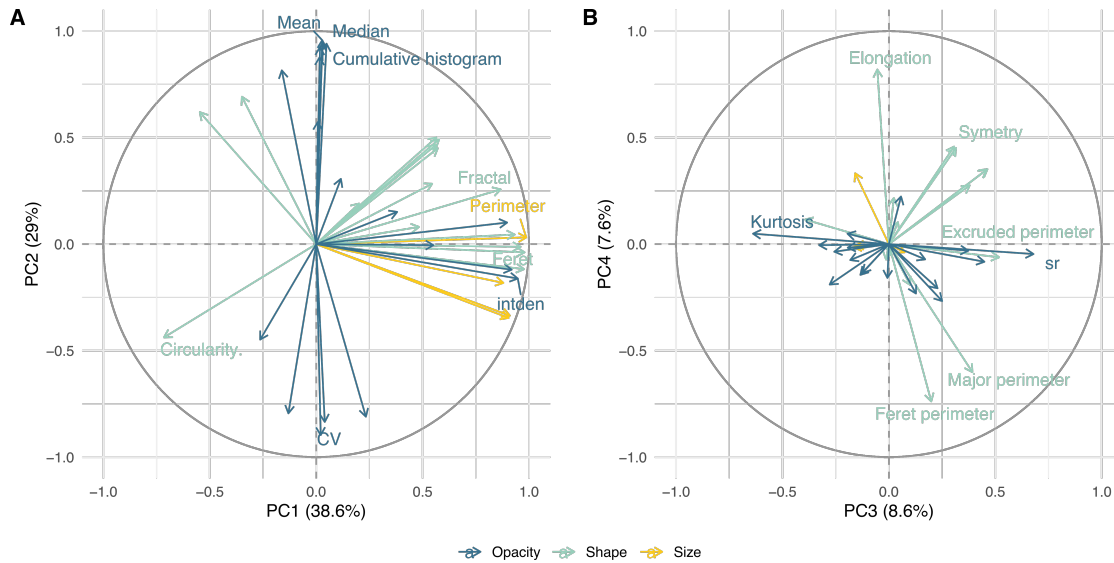 A
Mean
Median
Cumulative histogram
Fractal
Perimeter
Feret
intden
Circularity.
CV
1.0
0.5
0.0
−0.5
−1.0
PC2 (29%)
−1.0 −0.5 0.0 0.5 1.0
PC1 (38.6%)
B
Elongation
Symetry
Kurtosis
Excruded perimeter
sr
Major perimeter
Feret perimeter
1.0
0.5
0.0
−0.5
−1.0
PC4 (7.6%)
−1.0 −0.5 0.0 0.5 1.0
PC3 (8.6%)
a Opacity a Shape a Size